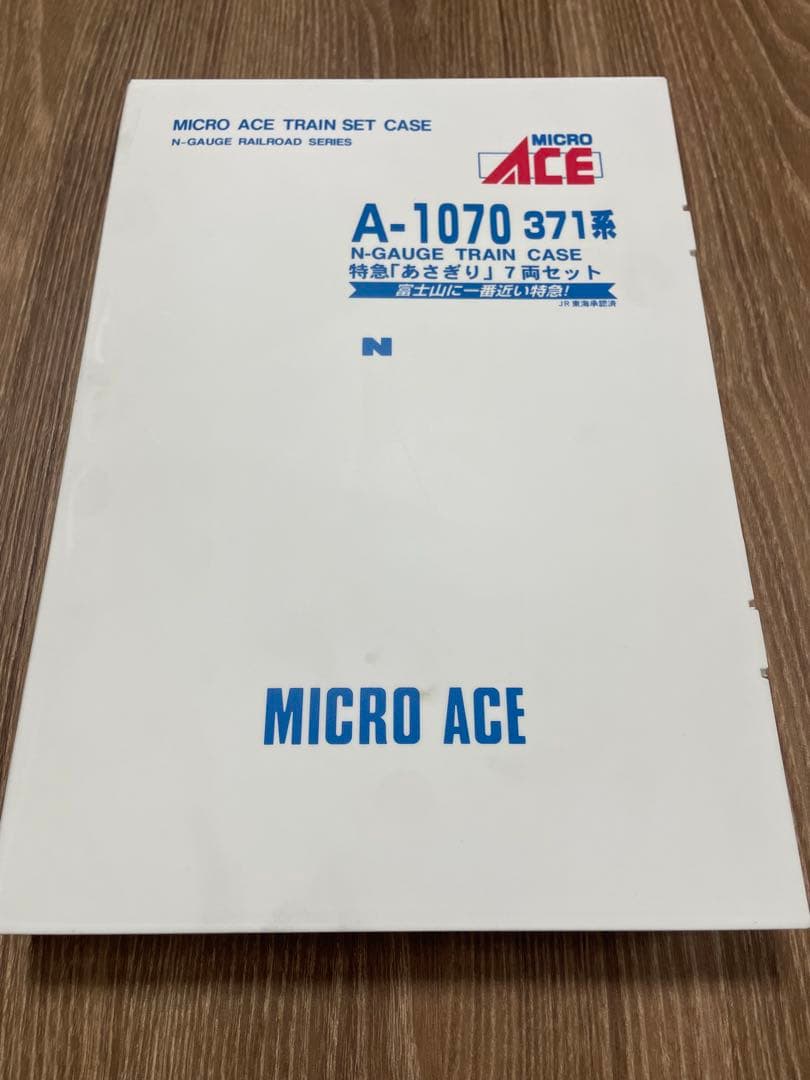 MICRO ACE TRAIN SET CASE
N-GAUGE RAILROAD SERIES
MICRO
ACE
A-1070 371系
N-GAUGE TRAIN CASE
特急「あさぎり」7両セット
富士山に一番近い特急!
JR東海承認済
N
MICRO ACE